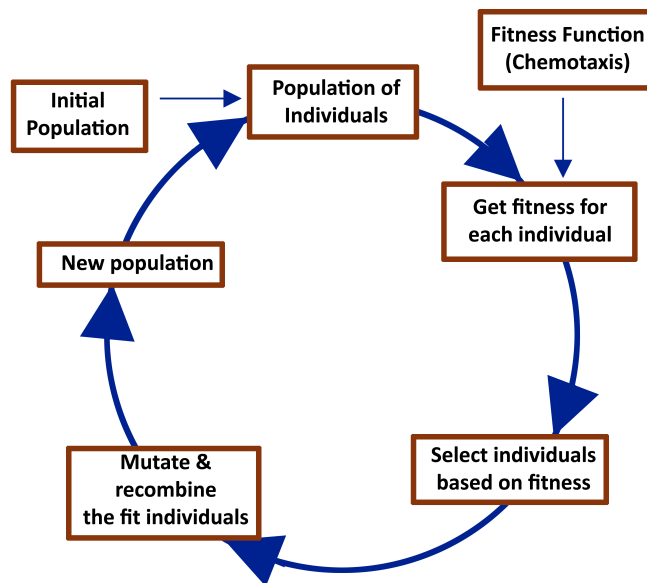 Fitness Function
(Chemotaxis)
Initial
Population
Population of
Individuals
Get fitness for
each individual
Select individuals
based on fitness
Mutate &
recombine
the fit individuals
New population